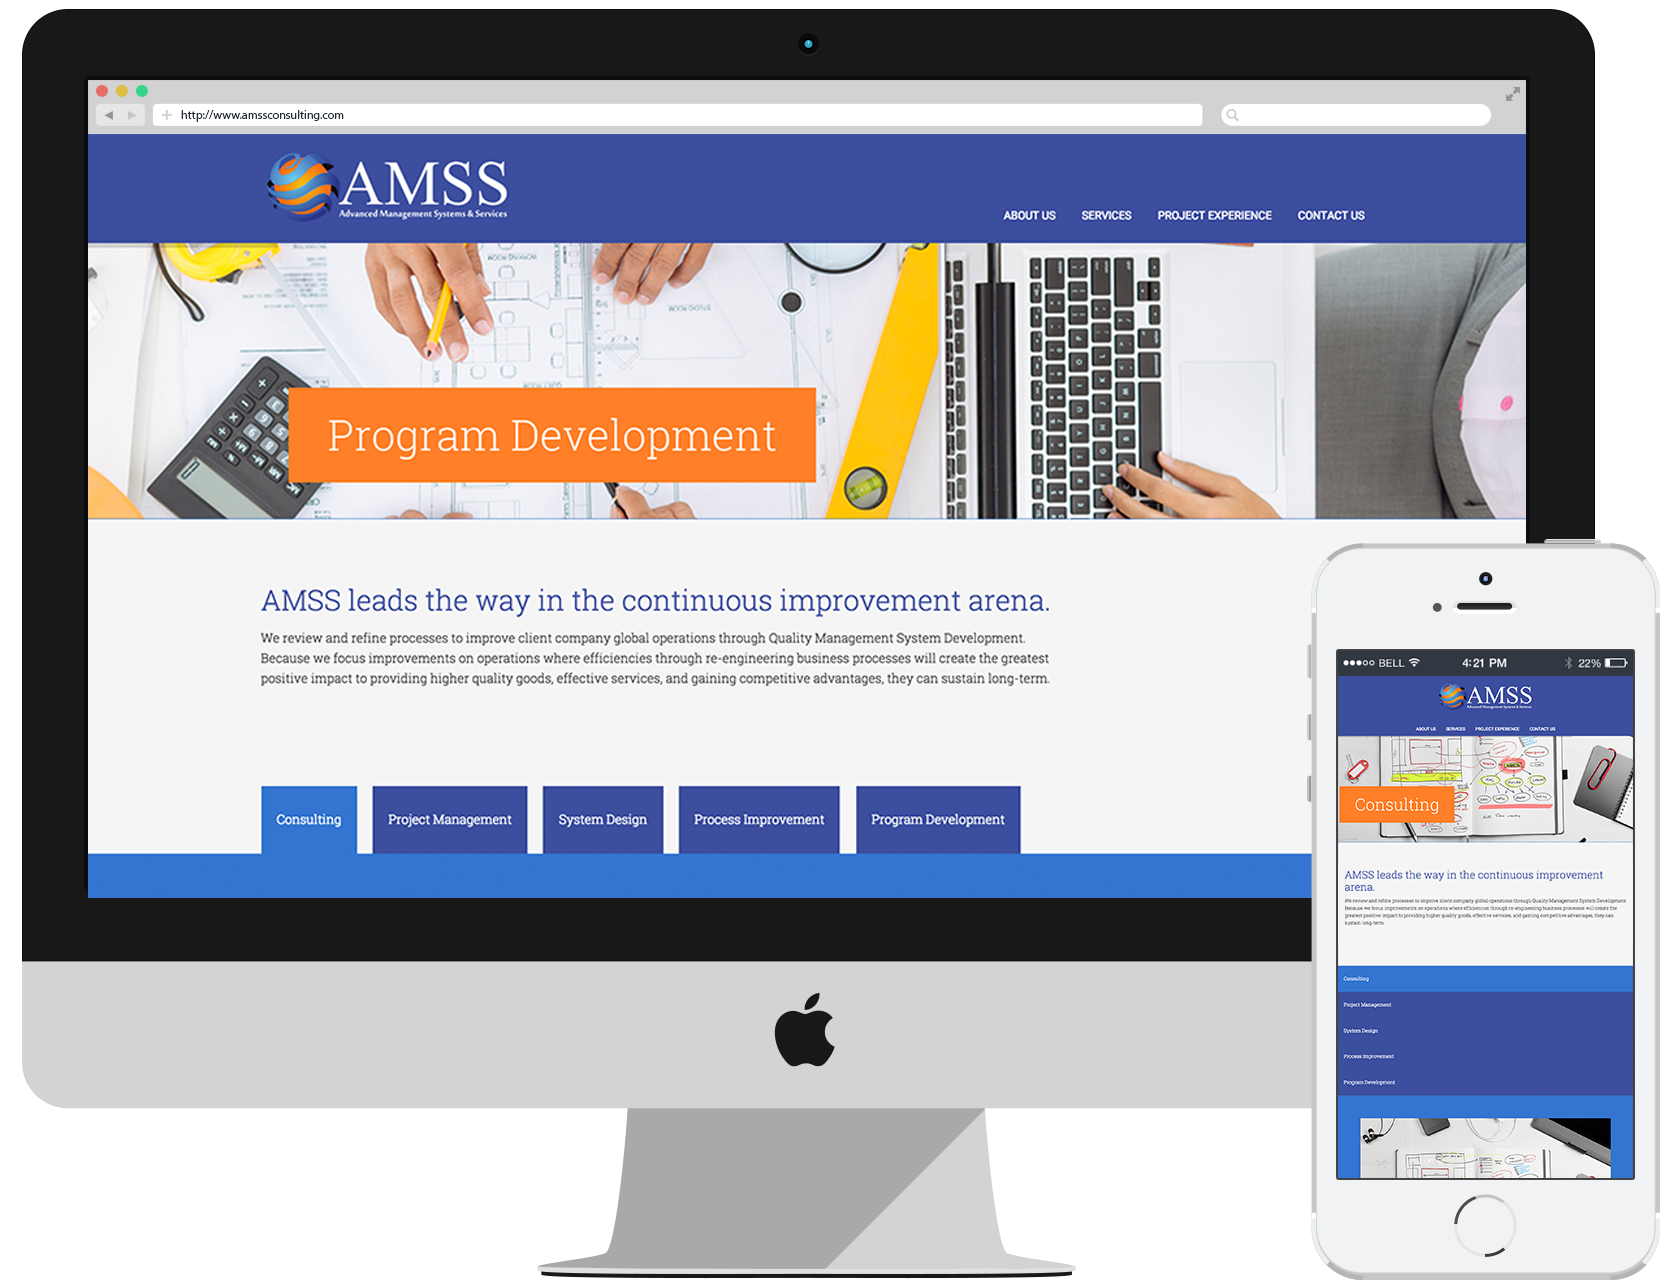 http://www.amssconsulting.com
AMSS
Advanced Management Systems & Services
ABOUT US SERVICES PROJECT EXPERIENCE CONTACT US
WORKING ROOM
STUDIO ROOM
Program Development
AMSS leads the way in the continuous improvement arena.
We review and refine processes to improve client company global operations through Quality Management System Development.
Because we focus improvements on operations where efficiencies through re-engineering business processes will create the greatest
positive impact to providing higher quality goods, effective services, and gaining competitive advantages, they can sustain long-term.
Consulting Project Management System Design Process Improvement Program Development
BELL 4:21 PM 22%
AMSS
Advanced Management Systems & Services
ABOUT US SERVICES PROJECT EXPERIENCE CONTACT US
Consulting
AMSS leads the way in the continuous improvement
arena.
We review and refine processes to improve client company global operations through Quality Management System Development
Because we focus improvements on operations where efficiencies through re-engineering business processes will create the
greatest positive impact to providing higher quality goods, effective services, and gaining competitive advantages, they can
sustain long-term.
Consulting
Project Management
System Design
Process Improvement
Program Development